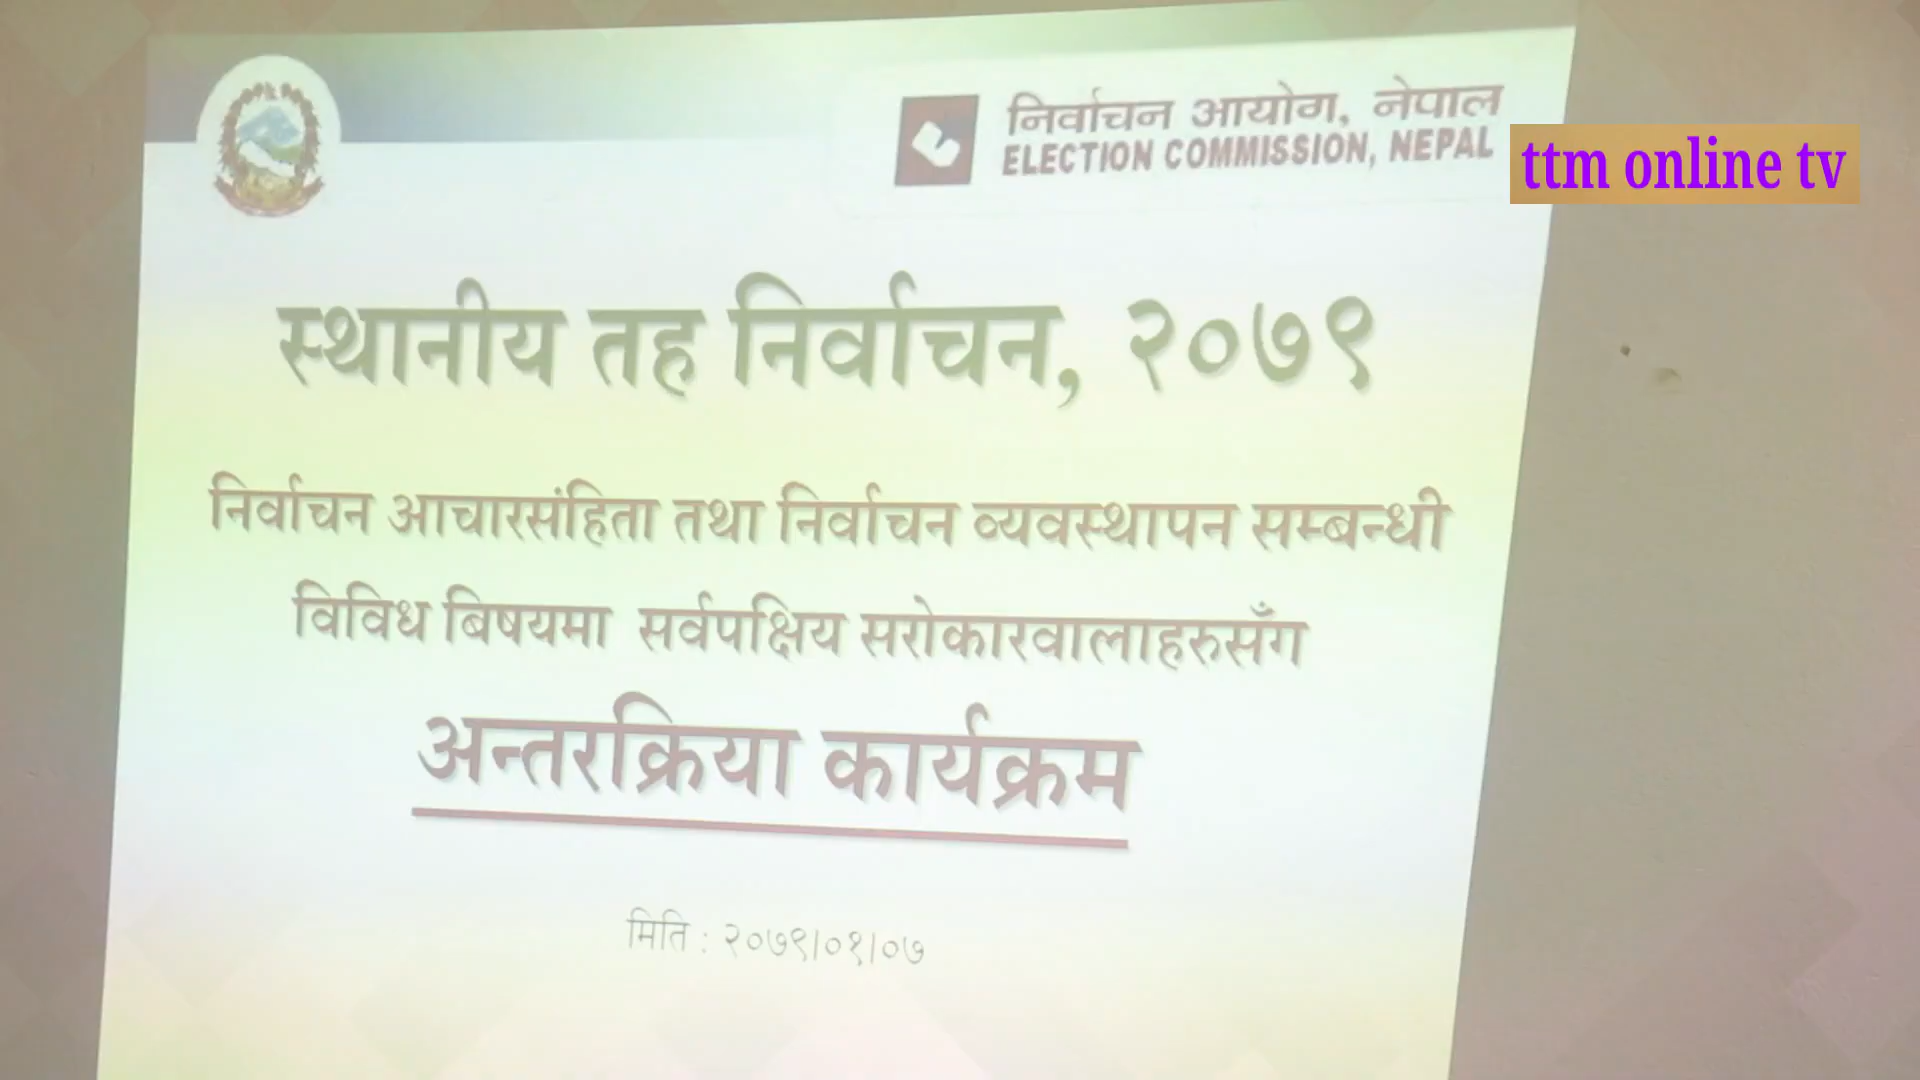 निर्वाचन आयोग, नेपाल
ELECTION COMMISSION, NEPAL
ttm online tv
स्थानीय तह निर्वाचन, २०७९
निर्वाचन आचारसंहिता तथा निर्वाचन व्यवस्थापन सम्बन्धी
विविध बिषयमा सर्वपक्षिय सरोकारवालाहरुसँग
अन्तरक्रिया कार्यक्रम
मिति : २०७९।०१।०७